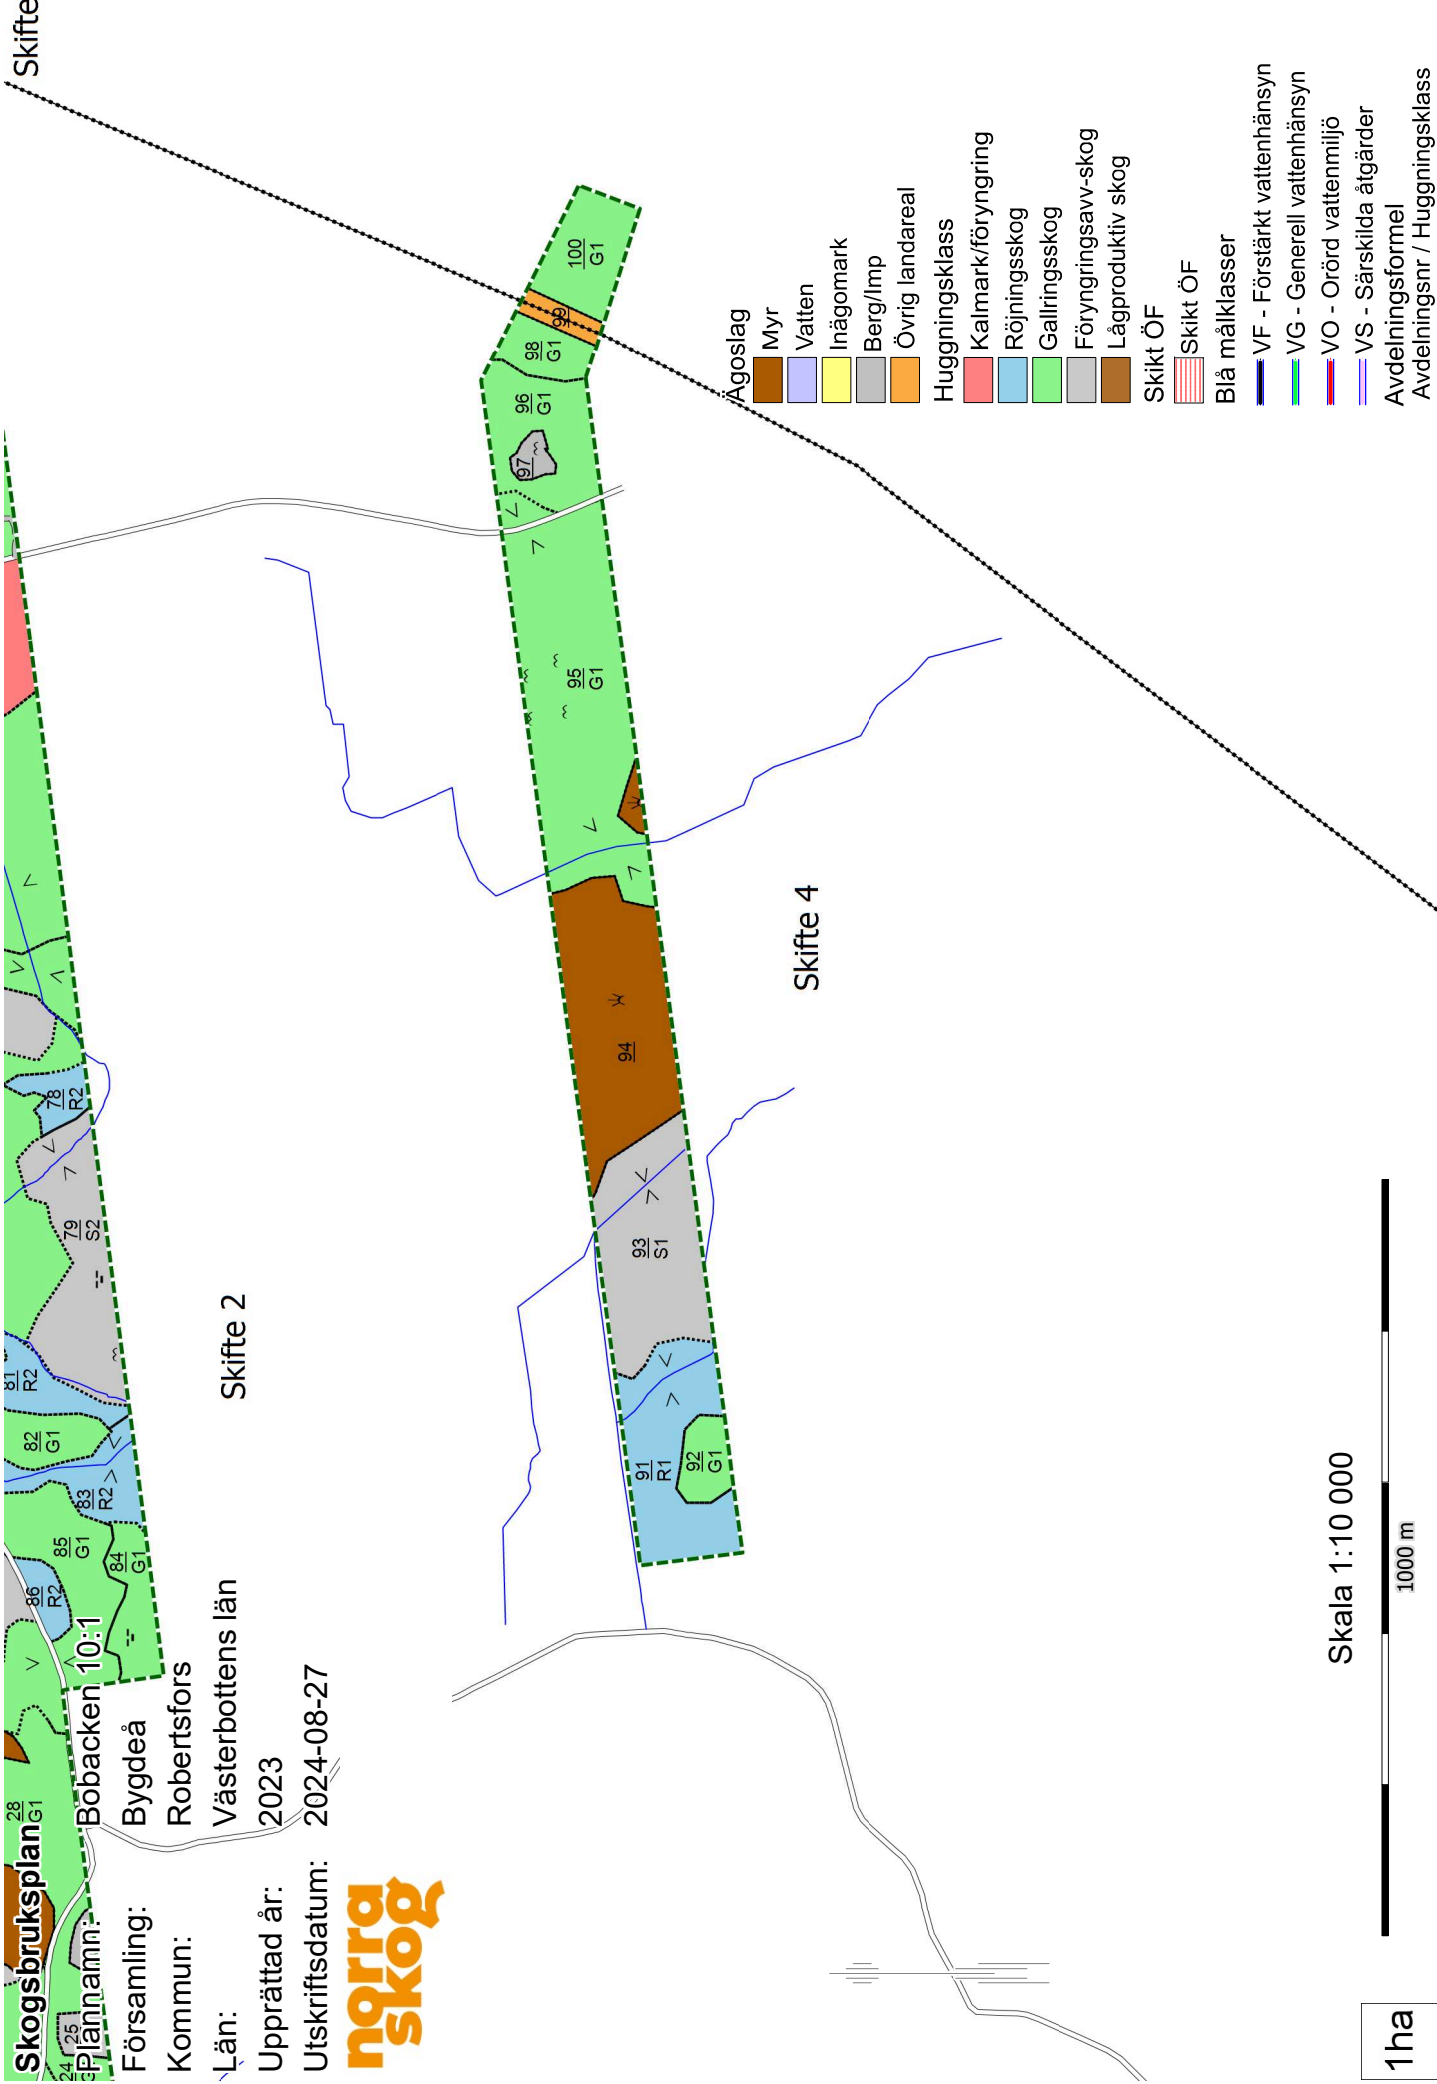 Skogsbruksplan
Plannamn: Bobacken 10:1
Församling: Bygdeå
Kommun: Robertsfors
Län: Västerbottens län
Upprättad år: 2023
Utskriftsdatum: 2024-08-27
norra
skog
24
25
28
G1
86
R2
85
G1
84
G1
83
R2
82
G1
81
R2
79
S2
78
R2
Skifte 2
Skifte
91
R1
92
G1
93
S1
94
95
G1
96
G1
97
98
G1
99
100
G1
Skifte 4
Ägoslag
Myr
Vatten
Inägomark
Berg/Imp
Övrig landareal
Huggningsklass
Kalmark/föryngring
Röjningsskog
Gallringsskog
Föryngringsavv-skog
Lågproduktiv skog
Skikt ÖF
Skikt ÖF
Blå målklasser
VF - Förstärkt vattenhänsyn
VG - Generell vattenhänsyn
VO - Orörd vattenmiljö
VS - Särskilda åtgärder
Avdelningsformel
Avdelningsnr / Huggningsklass
Skala 1:10 000
1000 m
1ha